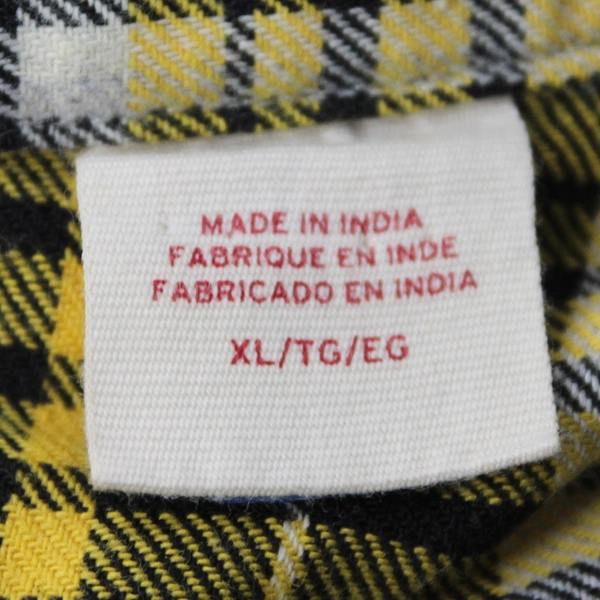 MADE IN INDIA
FABRIQUE EN INDE
FABRICADO EN INDIA
XL/TG/EG